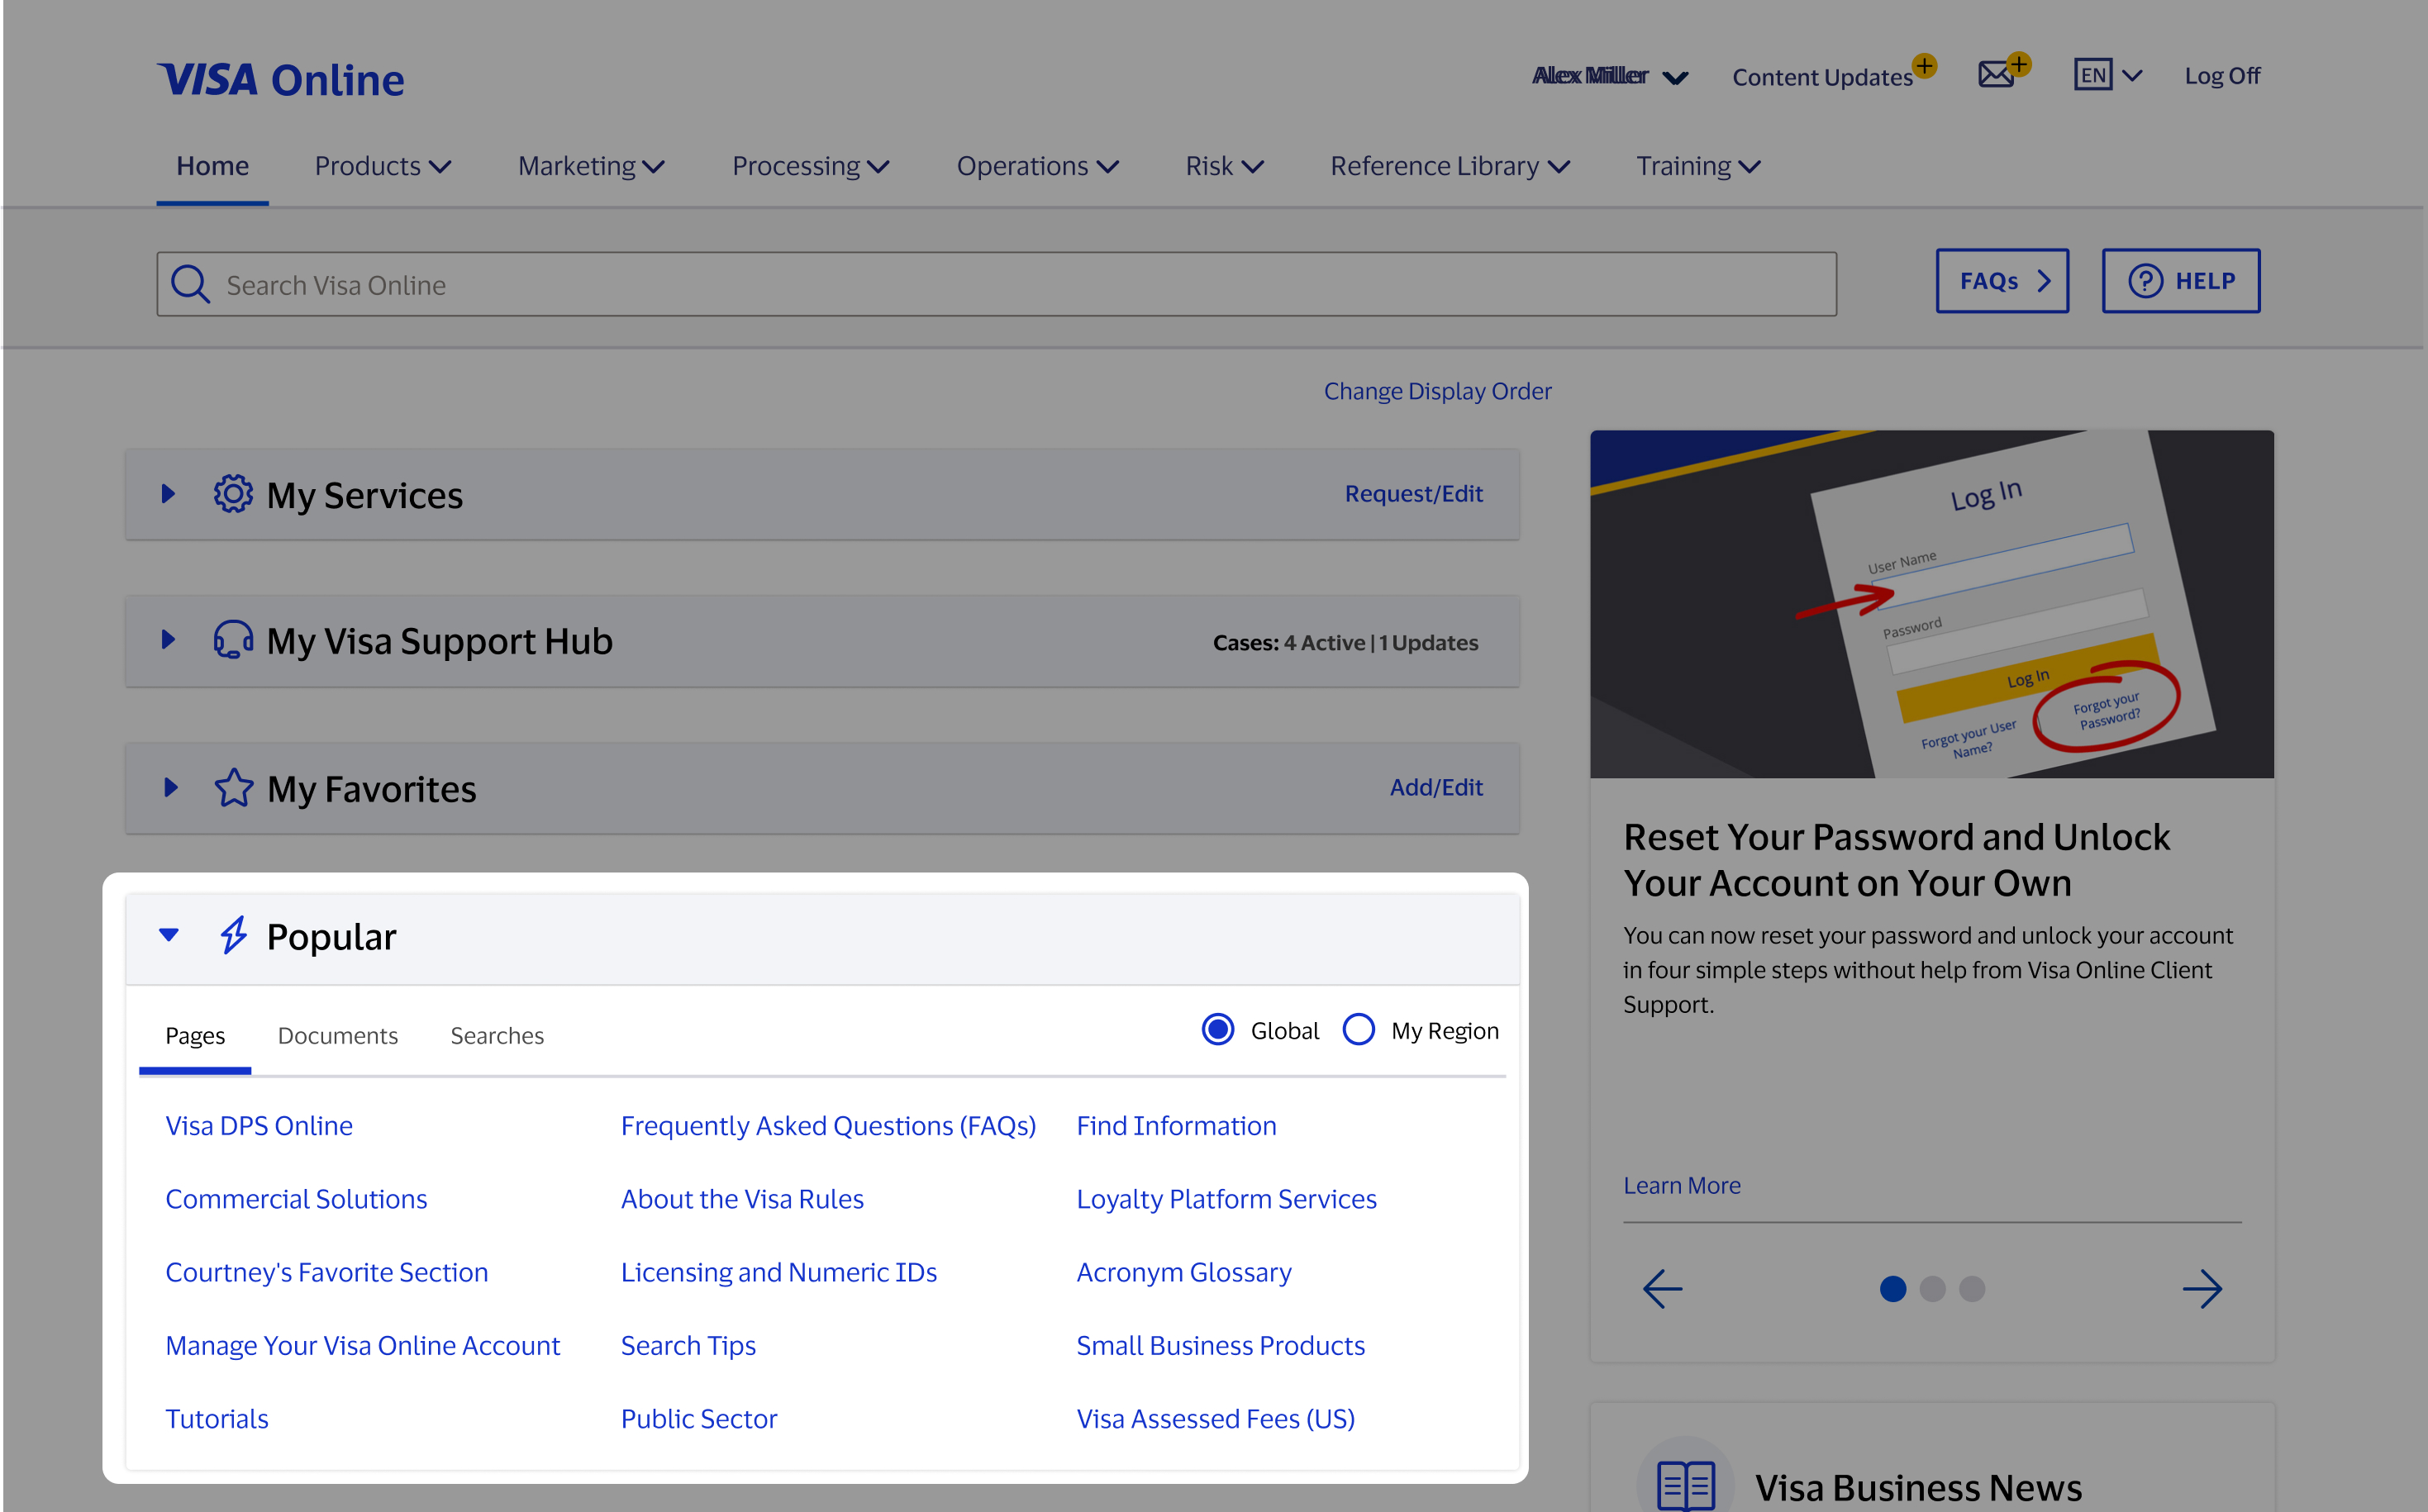 VISA Online
Alex Miller
Content Updates
EN
Log Off
Home
Products
Marketing
Processing
Operations
Risk
Reference Library
Training
Search Visa Online
FAQs
HELP
Change Display Order
My Services
Request/Edit
My Visa Support Hub
Cases: 4 Active | 1 Updates
My Favorites
Add/Edit
Popular
Pages
Documents
Searches
Global
My Region
Visa DPS Online
Frequently Asked Questions (FAQs)
Find Information
Commercial Solutions
About the Visa Rules
Loyalty Platform Services
Courtney's Favorite Section
Licensing and Numeric IDs
Acronym Glossary
Manage Your Visa Online Account
Search Tips
Small Business Products
Tutorials
Public Sector
Visa Assessed Fees (US)
Log In
User Name
Password
Log In
Forgot your User
Name?
Forgot your
Password?
Reset Your Password and Unlock
Your Account on Your Own
You can now reset your password and unlock your account
in four simple steps without help from Visa Online Client
Support.
Learn More
Visa Business News